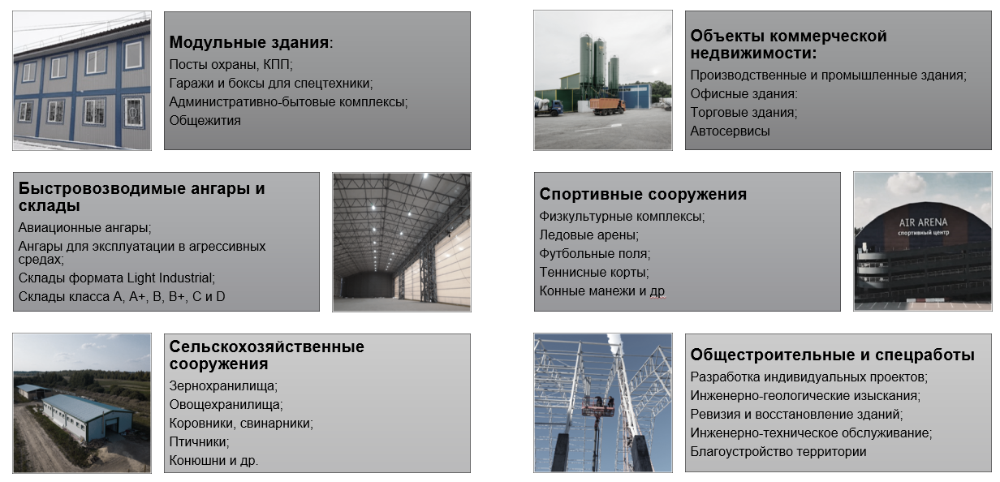 Модульные здания:
Посты охраны, КПП;
Гаражи и боксы для спецтехники;
Административно-бытовые комплексы;
Общежития
Объекты коммерческой
недвижимости:
Производственные и промышленные здания;
Офисные здания:
Торговые здания;
Автосервисы
Быстровозводимые ангары и
склады
Авиационные ангары;
Ангары для эксплуатации в агрессивных
средах;
Склады формата Light Industrial;
Склады класса А, А+, В, В+, С и D
Спортивные сооружения
Физкультурные комплексы;
Ледовые арены;
Футбольные поля;
Теннисные корты;
Конные манежи и др
AIR ARENA
спортивный центр
Сельскохозяйственные
сооружения
Зернохранилища;
Овощехранилища;
Коровники, свинарники;
Птичники;
Конюшни и др.
Общестроительные и спецработы
Разработка индивидуальных проектов;
Инженерно-геологические изыскания;
Ревизия и восстановление зданий;
Инженерно-техническое обслуживание;
Благоустройство территории